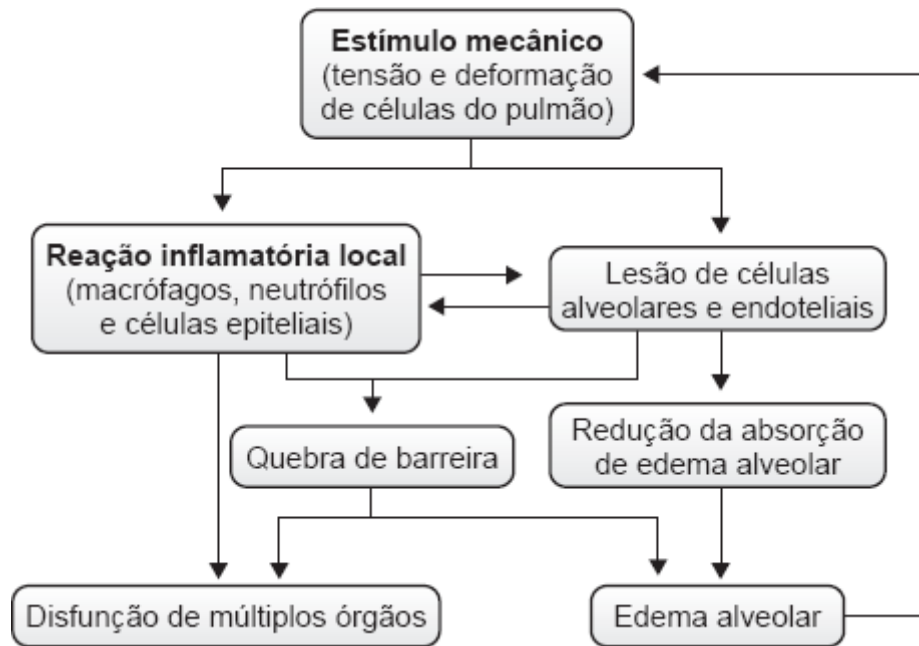 Estímulo mecânico
(tensão e deformação
de células do pulmão)
Reação inflamatória local
(macrófagos, neutrófilos
e células epiteliais)
Lesão de células
alveolares e endoteliais
Quebra de barreira
Redução da absorção
de edema alveolar
Disfunção de múltiplos órgãos
Edema alveolar